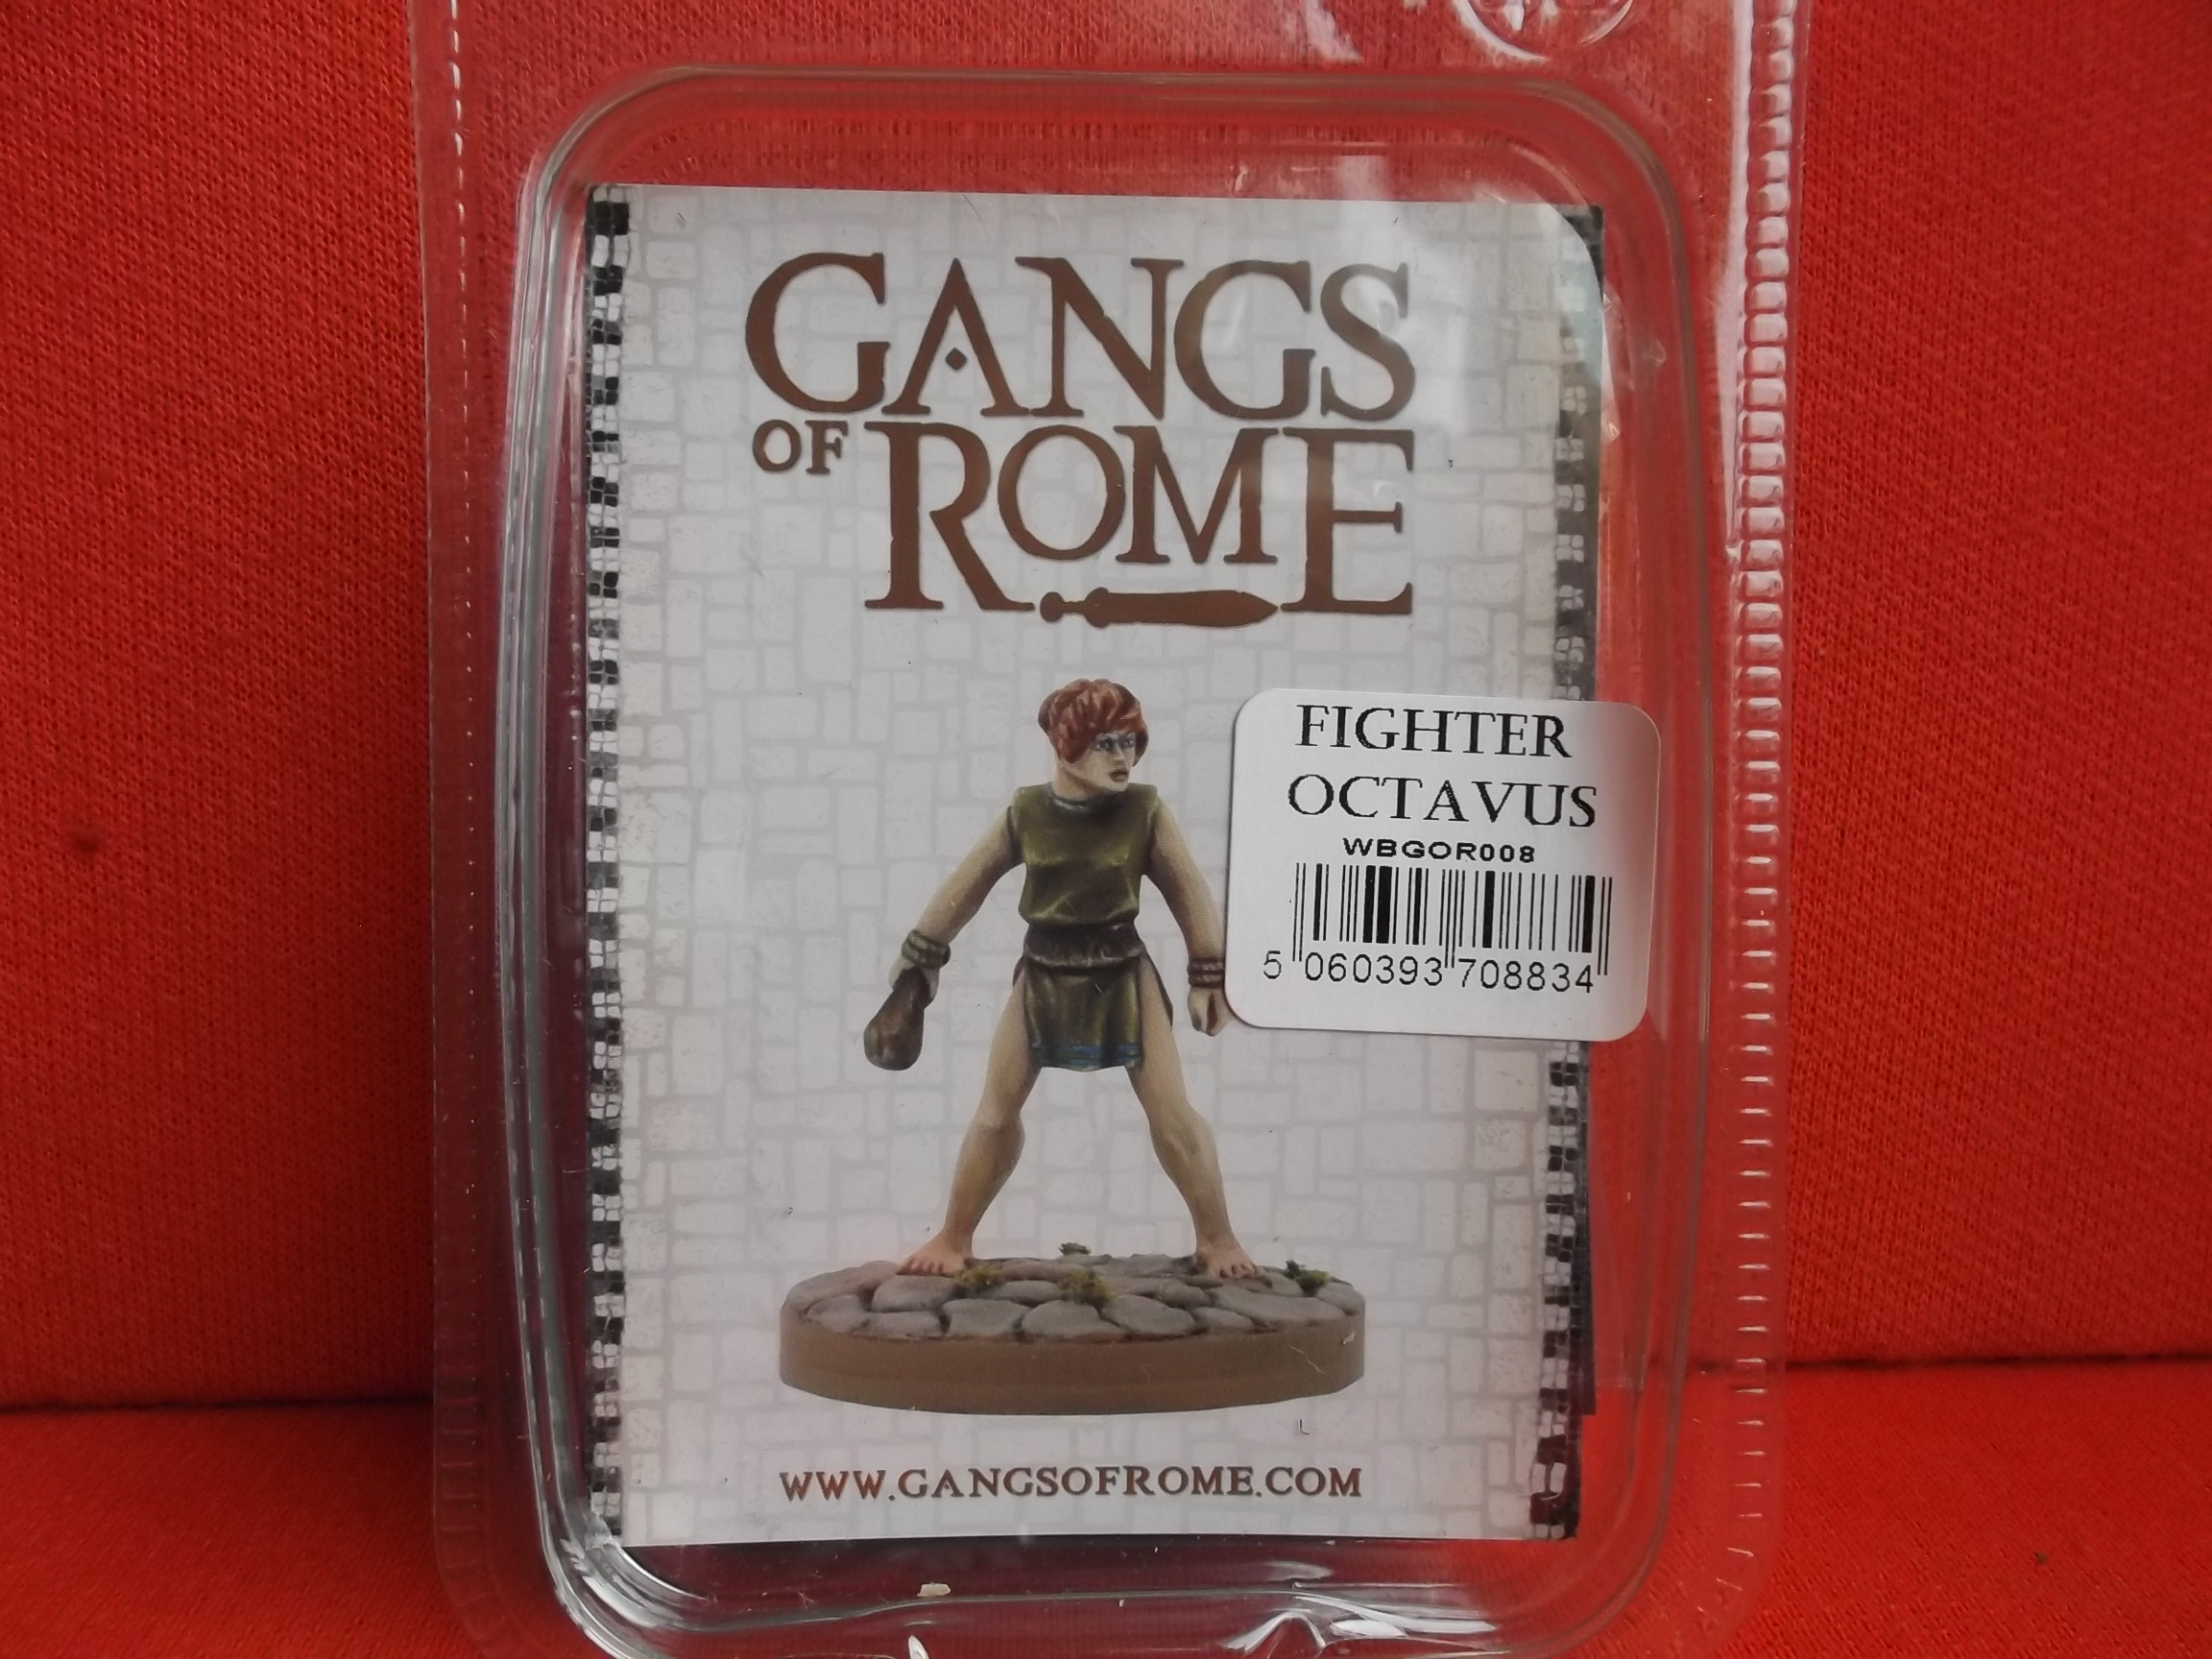 GANGS
OF ROME
FIGHTER
OCTAVUS
WBGOR008
5 060393 708834
WWW.GANGSOFROME.COM